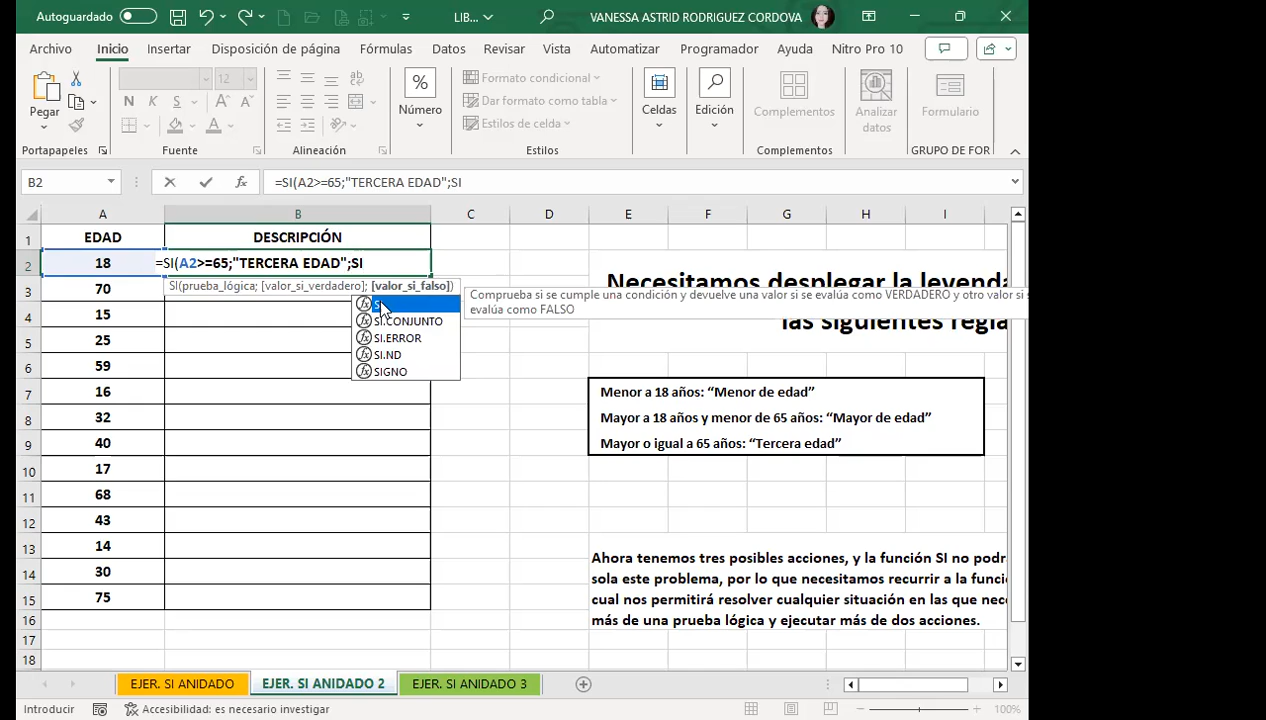 Autoguardado
LIB...
VANESSA ASTRID RODRIGUEZ CORDOVA
Archivo Inicio Insertar Disposición de página Fórmulas Datos Revisar Vista Automatizar Programador Ayuda Nitro Pro 10
Pegar
12
N K S A A
A
%
Número
Formato condicional
Dar formato como tabla
Estilos de celda
Celdas
Edición
Complementos
Analizar
datos
Formulario
Portapapeles Fuente Alineación Estilos Complementos GRUPO DE FOR
B2
fx
=SI(A2>=65;"TERCERA EDAD";SI
A B C D E F G H I
1 EDAD DESCRIPCIÓN
2 18 =SI(A2>=65;"TERCERA EDAD";SI
SI(prueba_lógica; [valor_si_verdadero]; [valor_si_falso])
SI
SI.CONJUNTO
SI.ERROR
SI.ND
SIGNO
Comprueba si se cumple una condición y devuelve una valor si se evalúa como VERDADERO y otro valor si s
evalúa como FALSO
3 70
4 15
5 25
6 59
7 16
8 32
9 40
10 17
11 68
12 43
13 14
14 30
15 75
16
17
18
Necesitamos desplegar la leyenda
las siguientes regla
Menor a 18 años: “Menor de edad”
Mayor a 18 años y menor de 65 años: “Mayor de edad”
Mayor o igual a 65 años: “Tercera edad”
Ahora tenemos tres posibles acciones, y la función SI no podr
sola este problema, por lo que necesitamos recurrir a la funci
cual nos permitirá resolver cualquier situación en las que nec
más de una prueba lógica y ejecutar más de dos acciones.
EJER. SI ANIDADO EJER. SI ANIDADO 2 EJER. SI ANIDADO 3
Introducir Accesibilidad: es necesario investigar 100%